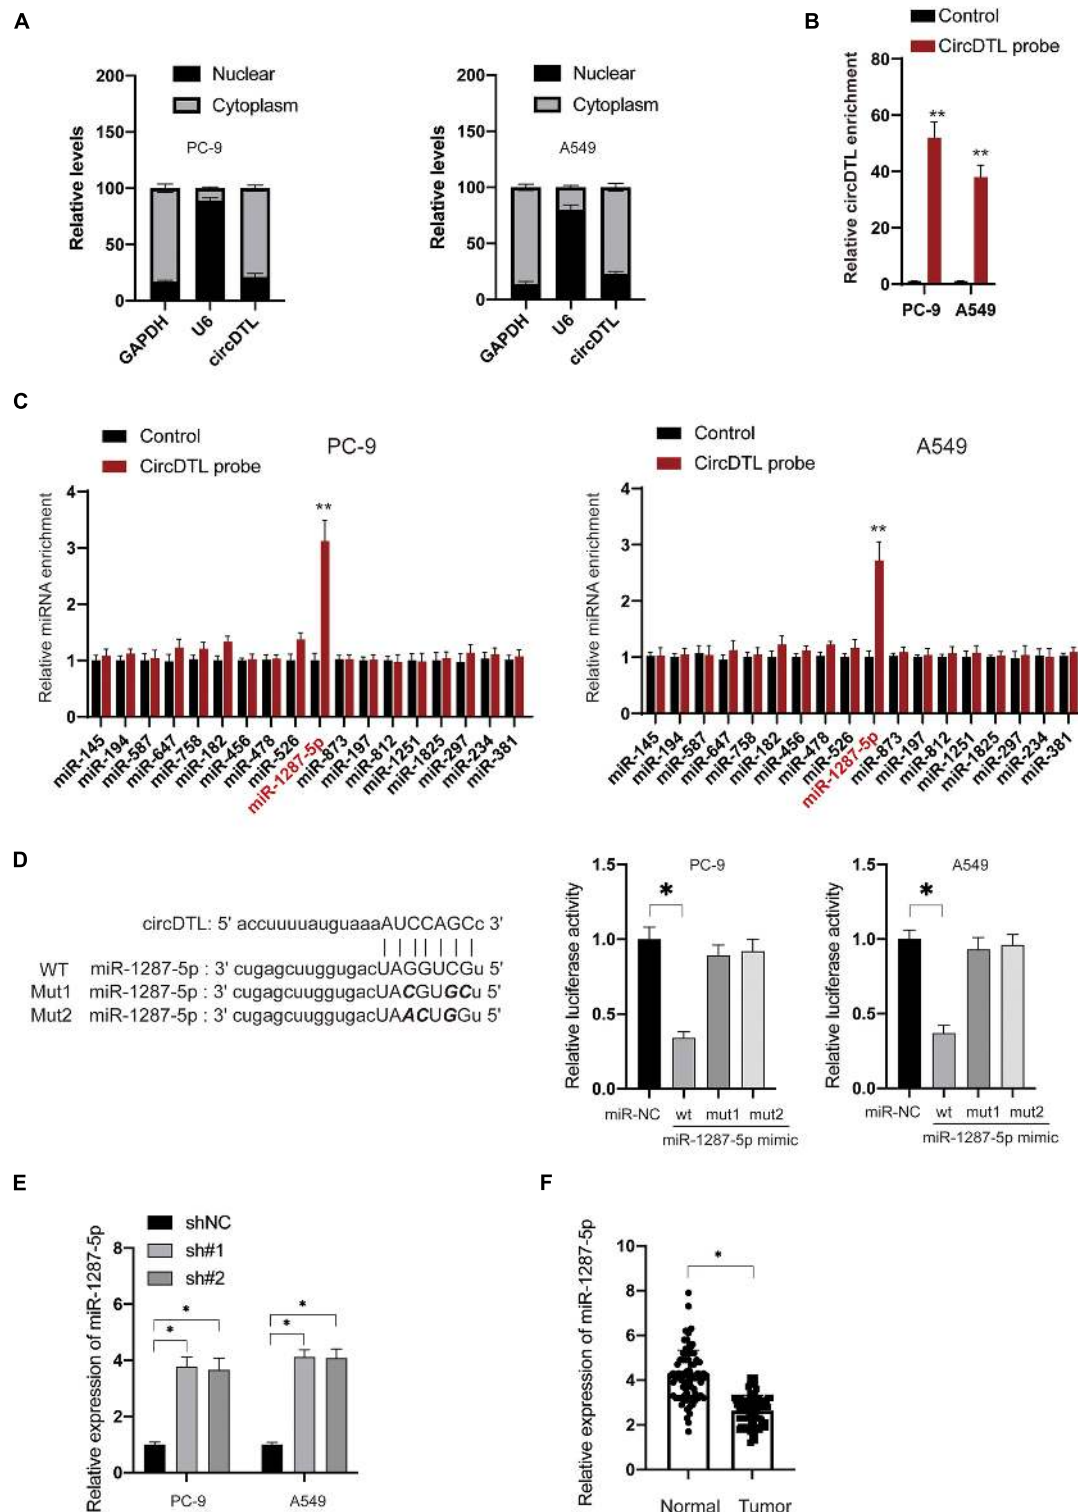 A
Nuclear
Cytoplasm
PC-9
Relative levels
200
150
100
50
0
GAPDH
U6
circDTL
Nuclear
Cytoplasm
A549
Relative levels
200
150
100
50
0
GAPDH
U6
circDTL
B
Control
CircDTL probe
Relative circDTL enrichment
80
60
40
20
0
**
**
PC-9
A549
C
Control
CircDTL probe
PC-9
Relative miRNA enrichment
4
3
2
1
0
**
miR-145
miR-194
miR-587
miR-647
miR-758
miR-182
miR-456
miR-478
miR-526
miR-1287-5p
miR-873
miR-197
miR-812
miR-1251
miR-1825
miR-297
miR-234
miR-381
Control
CircDTL probe
A549
Relative miRNA enrichment
4
3
2
1
0
**
miR-145
miR-194
miR-587
miR-647
miR-758
miR-182
miR-456
miR-478
miR-526
miR-1287-5p
miR-873
miR-197
miR-812
miR-1251
miR-1825
miR-297
miR-234
miR-381
D
circDTL: 5' accuuuuauguaaaAUCCAGCc 3'
WT miR-1287-5p : 3' cugagcuuggugacUAGGUCGu 5'
Mut1 miR-1287-5p : 3' cugagcuuggugacUACGUGCu 5'
Mut2 miR-1287-5p : 3' cugagcuuggugacUAACUGGu 5'
PC-9
Relative luciferase activity
1.5
1.0
0.5
0.0
*
miR-NC
wt
mut1
mut2
miR-1287-5p mimic
A549
Relative luciferase activity
1.5
1.0
0.5
0.0
*
miR-NC
wt
mut1
mut2
miR-1287-5p mimic
E
shNC
sh#1
sh#2
Relative expression of miR-1287-5p
8
6
4
2
0
*
*
*
*
PC-9
A549
F
Relative expression of miR-1287-5p
10
8
6
4
2
0
*
Normal
Tumor